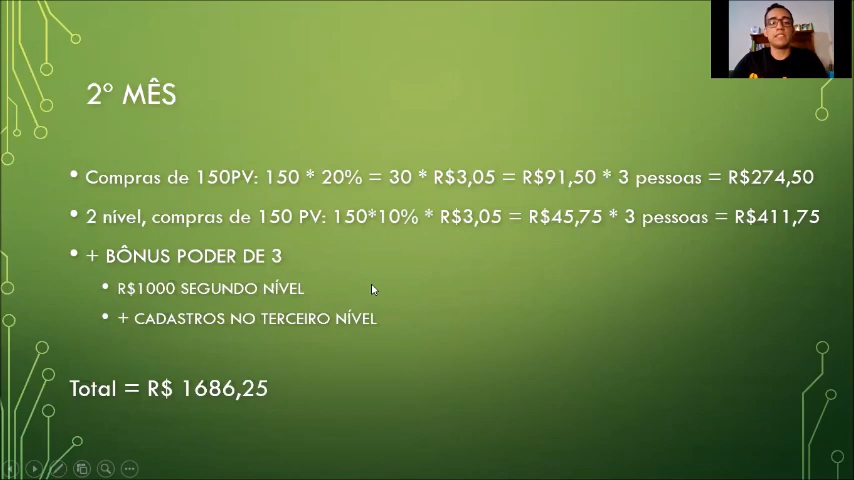 2º MÊS
• Compras de 150PV: 150 * 20% = 30 * R$3,05 = R$91,50 * 3 pessoas = R$274,50
• 2 nível, compras de 150 PV: 150*10% * R$3,05 = R$45,75 * 3 pessoas = R$411,75
• + BÔNUS PODER DE 3
• R$1000 SEGUNDO NÍVEL
• + CADASTROS NO TERCEIRO NÍVEL
Total = R$ 1686,25